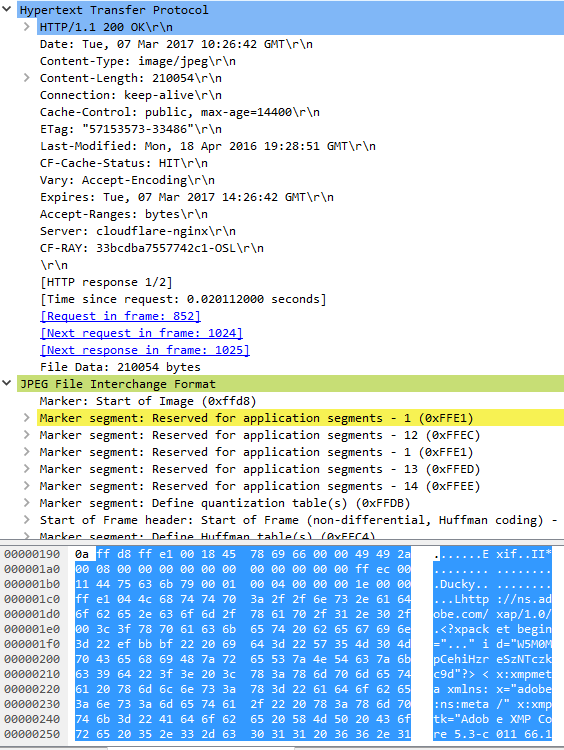 Hypertext Transfer Protocol
HTTP/1.1 200 OK\r\n
Date: Tue, 07 Mar 2017 10:26:42 GMT\r\n
Content-Type: image/jpeg\r\n
Content-Length: 210054\r\n
Connection: keep-alive\r\n
Cache-Control: public, max-age=14400\r\n
ETag: "57153573-33486"\r\n
Last-Modified: Mon, 18 Apr 2016 19:28:51 GMT\r\n
CF-Cache-Status: HIT\r\n
Vary: Accept-Encoding\r\n
Expires: Tue, 07 Mar 2017 14:26:42 GMT\r\n
Accept-Ranges: bytes\r\n
Server: cloudflare-nginx\r\n
CF-RAY: 33bcdba7557742c1-OSL\r\n
\r\n
[HTTP response 1/2]
[Time since request: 0.020112000 seconds]
[Request in frame: 852]
[Next request in frame: 1024]
[Next response in frame: 1025]
File Data: 210054 bytes
JPEG File Interchange Format
Marker: Start of Image (0xffd8)
Marker segment: Reserved for application segments - 1 (0xFFE1)
Marker segment: Reserved for application segments - 12 (0xFFEC)
Marker segment: Reserved for application segments - 1 (0xFFE1)
Marker segment: Reserved for application segments - 13 (0xFFED)
Marker segment: Reserved for application segments - 14 (0xFFEE)
Marker segment: Define quantization table(s) (0xFFDB)
Start of Frame header: Start of Frame (non-differential, Huffman coding) -
Marker segment: Define Huffman table(s) (0xFFC4)
00000190 0a ff d8 ff e1 00 18 45 78 69 66 00 00 49 49 2a .......E xif..II*
000001a0 00 08 00 00 00 00 00 00 00 00 00 00 00 ff ec 00 ........ ........
000001b0 11 44 75 63 6b 79 00 01 00 04 00 00 00 1e 00 00 .Ducky.. ........
000001c0 ff e1 04 4c 68 74 74 70 3a 2f 2f 6e 73 2e 61 64 ...Lhttp ://ns.ad
000001d0 6f 62 65 2e 63 6f 6d 2f 78 61 70 2f 31 2e 30 2f obe.com/ xap/1.0/
000001e0 00 3c 3f 78 70 61 63 6b 65 74 20 62 65 67 69 6e .<?xpack et begin
000001f0 3d 22 ef bb bf 22 20 69 64 3d 22 57 35 4d 30 4d ="..." i d="W5M0M
00000200 70 43 65 68 69 48 7a 72 65 53 7a 4e 54 63 7a 6b pCehiHzr eSzNTczk
00000210 63 39 64 22 3f 3e 20 3c 78 3a 78 6d 70 6d 65 74 c9d"?> < x:xmpmet
00000220 61 20 78 6d 6c 6e 73 3a 78 3d 22 61 64 6f 62 65 a xmlns: x="adobe
00000230 3a 6e 73 3a 6d 65 74 61 2f 22 20 78 3a 78 6d 70 :ns:meta /" x:xmp
00000240 74 6b 3d 22 41 64 6f 62 65 20 58 4d 50 20 43 6f tk="Adob e XMP Co
00000250 72 65 20 35 2e 33 2d 63 30 31 31 20 36 36 2e 31 re 5.3-c 011 66.1